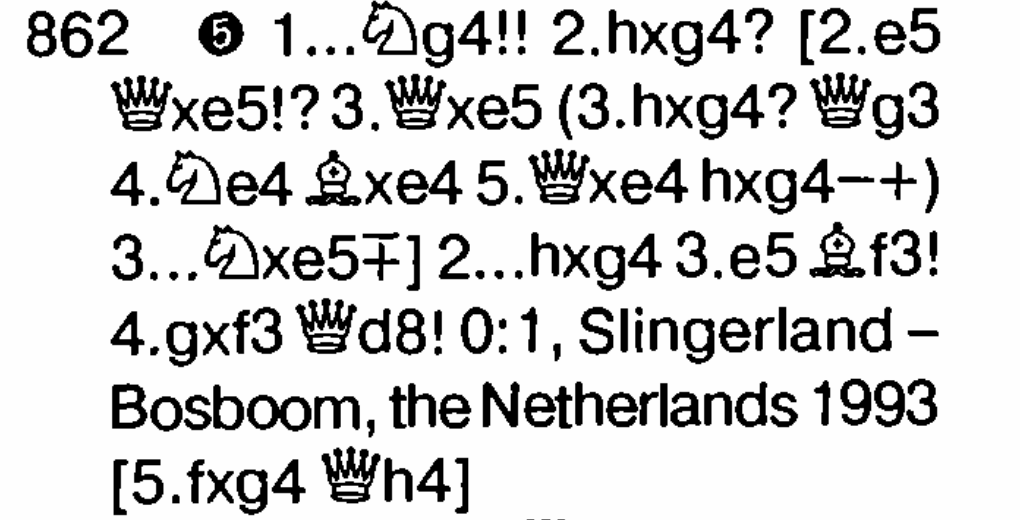 862 ❺ 1...♘g4!! 2.hxg4? [2.e5
♕xe5!? 3.♕xe5 (3.hxg4? ♕g3
4.♘e4 ♗xe4 5.♕xe4 hxg4−+)
3...♘xe5∓] 2...hxg4 3.e5 ♗f3!
4.gxf3 ♕d8! 0:1, Slingerland –
Bosboom, the Netherlands 1993
[5.fxg4 ♕h4]